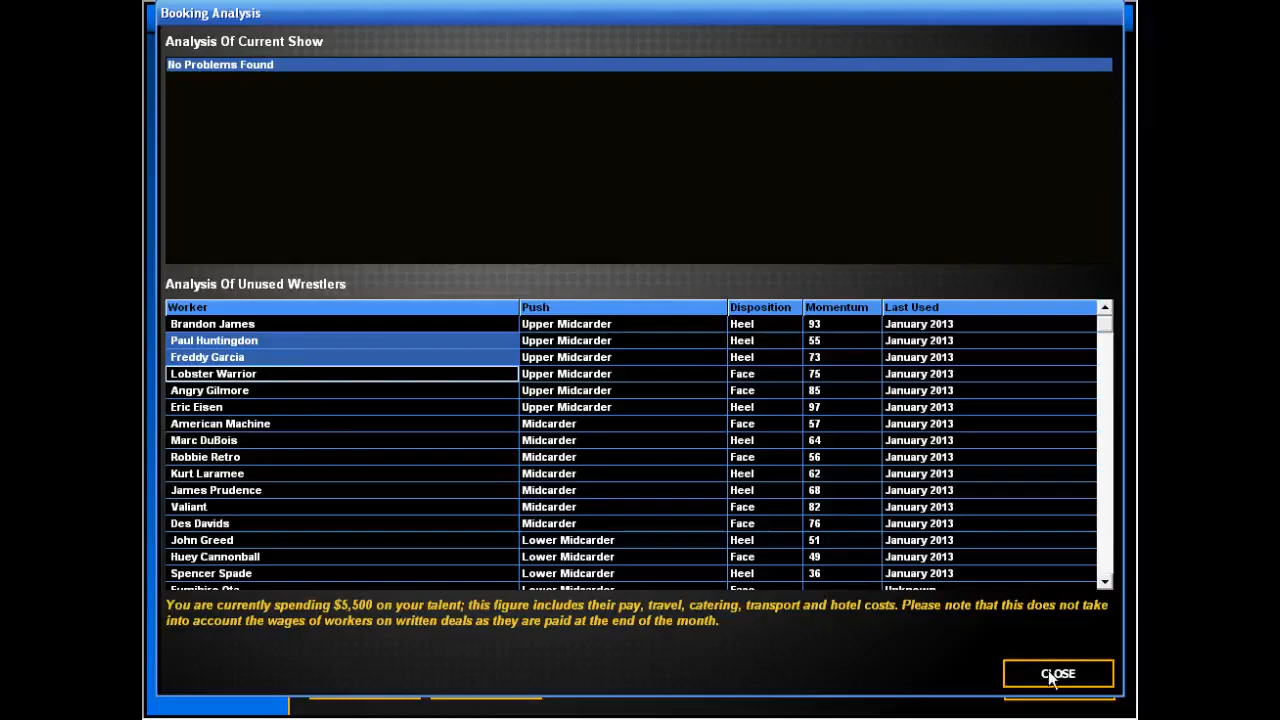 Booking Analysis
Analysis Of Current Show
No Problems Found
Analysis Of Unused Wrestlers
Worker Push Disposition Momentum Last Used
Brandon James Upper Midcarder Heel 93 January 2013
Paul Huntingdon Upper Midcarder Heel 55 January 2013
Freddy Garcia Upper Midcarder Heel 73 January 2013
Lobster Warrior Upper Midcarder Face 75 January 2013
Angry Gilmore Upper Midcarder Face 85 January 2013
Eric Eisen Upper Midcarder Heel 97 January 2013
American Machine Midcarder Face 57 January 2013
Marc DuBois Midcarder Heel 64 January 2013
Robbie Retro Midcarder Face 56 January 2013
Kurt Laramee Midcarder Heel 62 January 2013
James Prudence Midcarder Heel 68 January 2013
Valiant Midcarder Face 82 January 2013
Des Davids Midcarder Face 76 January 2013
John Greed Lower Midcarder Heel 51 January 2013
Huey Cannonball Lower Midcarder Face 49 January 2013
Spencer Spade Lower Midcarder Heel 36 January 2013
You are currently spending $5,500 on your talent; this figure includes their pay, travel, catering, transport and hotel costs. Please note that this does not take
into account the wages of workers on written deals as they are paid at the end of the month.
CLOSE